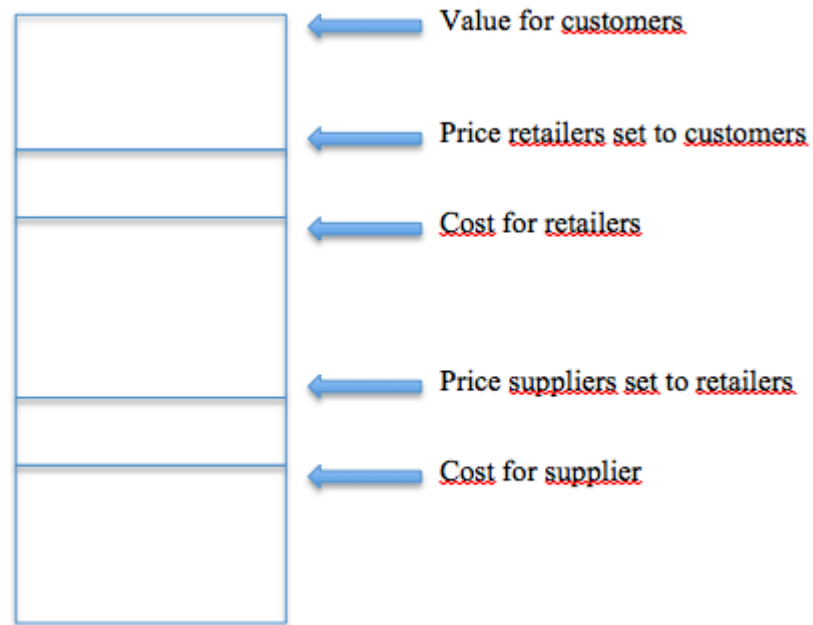 Value for customers
Price retailers set to customers
Cost for retailers
Price suppliers set to retailers
Cost for supplier